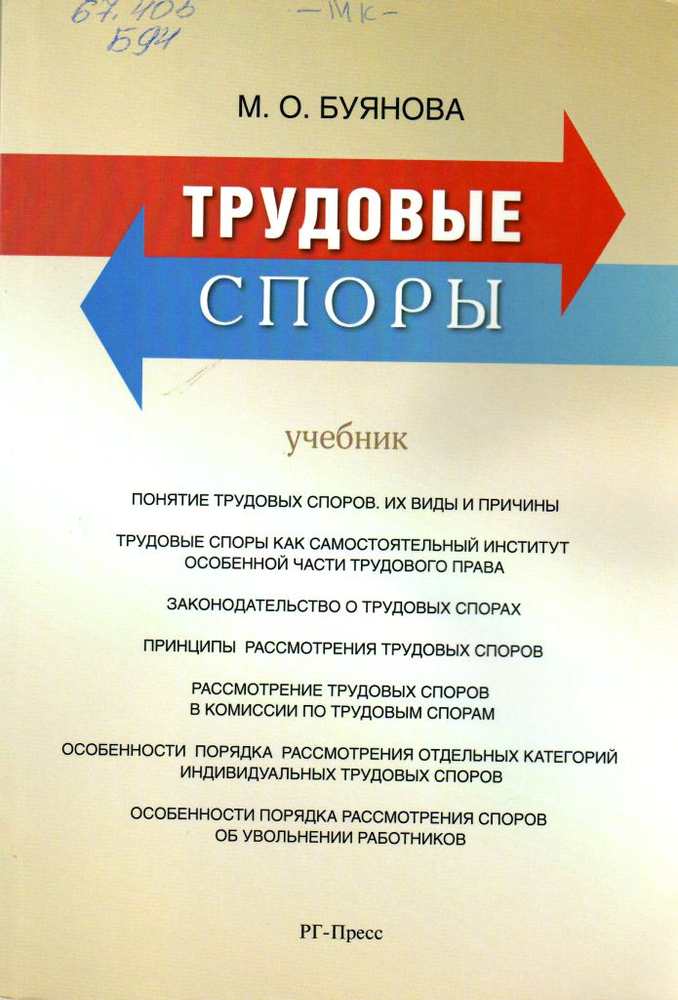 67.405
Б94
-МК-
М. О. БУЯНОВА
ТРУДОВЫЕ
СПОРЫ
учебник
ПОНЯТИЕ ТРУДОВЫХ СПОРОВ. ИХ ВИДЫ И ПРИЧИНЫ
ТРУДОВЫЕ СПОРЫ КАК САМОСТОЯТЕЛЬНЫЙ ИНСТИТУТ
ОСОБЕННОЙ ЧАСТИ ТРУДОВОГО ПРАВА
ЗАКОНОДАТЕЛЬСТВО О ТРУДОВЫХ СПОРАХ
ПРИНЦИПЫ РАССМОТРЕНИЯ ТРУДОВЫХ СПОРОВ
РАССМОТРЕНИЕ ТРУДОВЫХ СПОРОВ
В КОМИССИИ ПО ТРУДОВЫМ СПОРАМ
ОСОБЕННОСТИ ПОРЯДКА РАССМОТРЕНИЯ ОТДЕЛЬНЫХ КАТЕГОРИЙ
ИНДИВИДУАЛЬНЫХ ТРУДОВЫХ СПОРОВ
ОСОБЕННОСТИ ПОРЯДКА РАССМОТРЕНИЯ СПОРОВ
ОБ УВОЛЬНЕНИИ РАБОТНИКОВ
РГ-Пресс